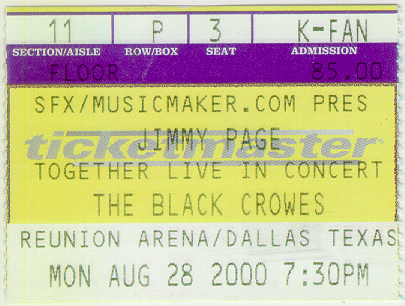 11 P 3 K-FAN
SECTION/AISLE ROW/BOX SEAT ADMISSION
FLOOR 85.00
SFX/MUSICMAKER.COM PRES
JIMMY PAGE
ticketmaster
TOGETHER LIVE IN CONCERT
THE BLACK CROWES
REUNION ARENA/DALLAS TEXAS
MON AUG 28 2000 7:30PM